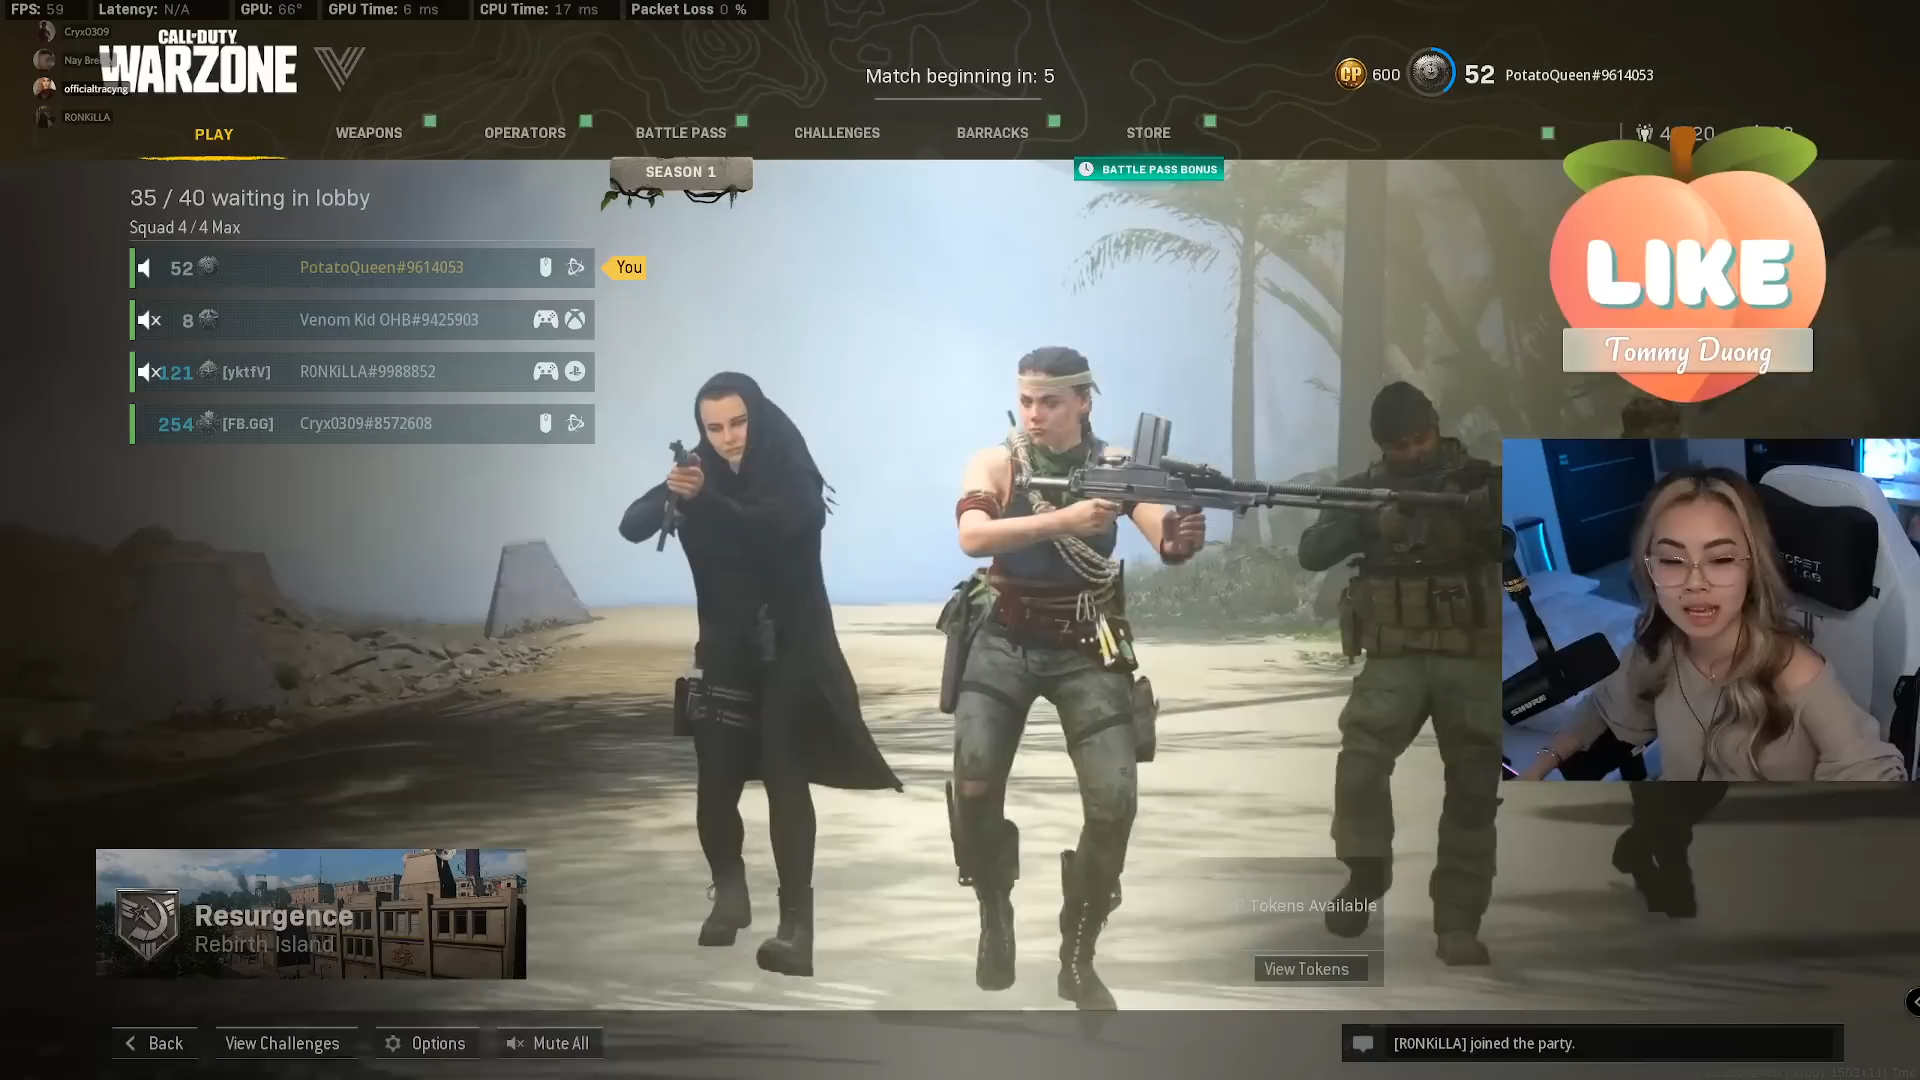 FPS: 59 Latency: N/A GPU: 66° GPU Time: 6 ms CPU Time: 17 ms Packet Loss 0 %
Cryx0309
Nay
officialtracyng
R0NKiLLA
CALL OF DUTY
WARZONE
Match beginning in: 5
CP 600 52 PotatoQueen#9614053
PLAY WEAPONS OPERATORS BATTLE PASS CHALLENGES BARRACKS STORE
SEASON 1
BATTLE PASS BONUS
35 / 40 waiting in lobby
Squad 4 / 4 Max
52 PotatoQueen#9614053 You
8 Venom Kid OHB#9425903
121 [yktfV] R0NKiLLA#9988852
254 [FB.GG] Cryx0309#8572608
LIKE
Tommy Duong
SHURE
Resurgence
Rebirth Island
Tokens Available
View Tokens
Back View Challenges Options Mute All
[R0NKiLLA] joined the party.